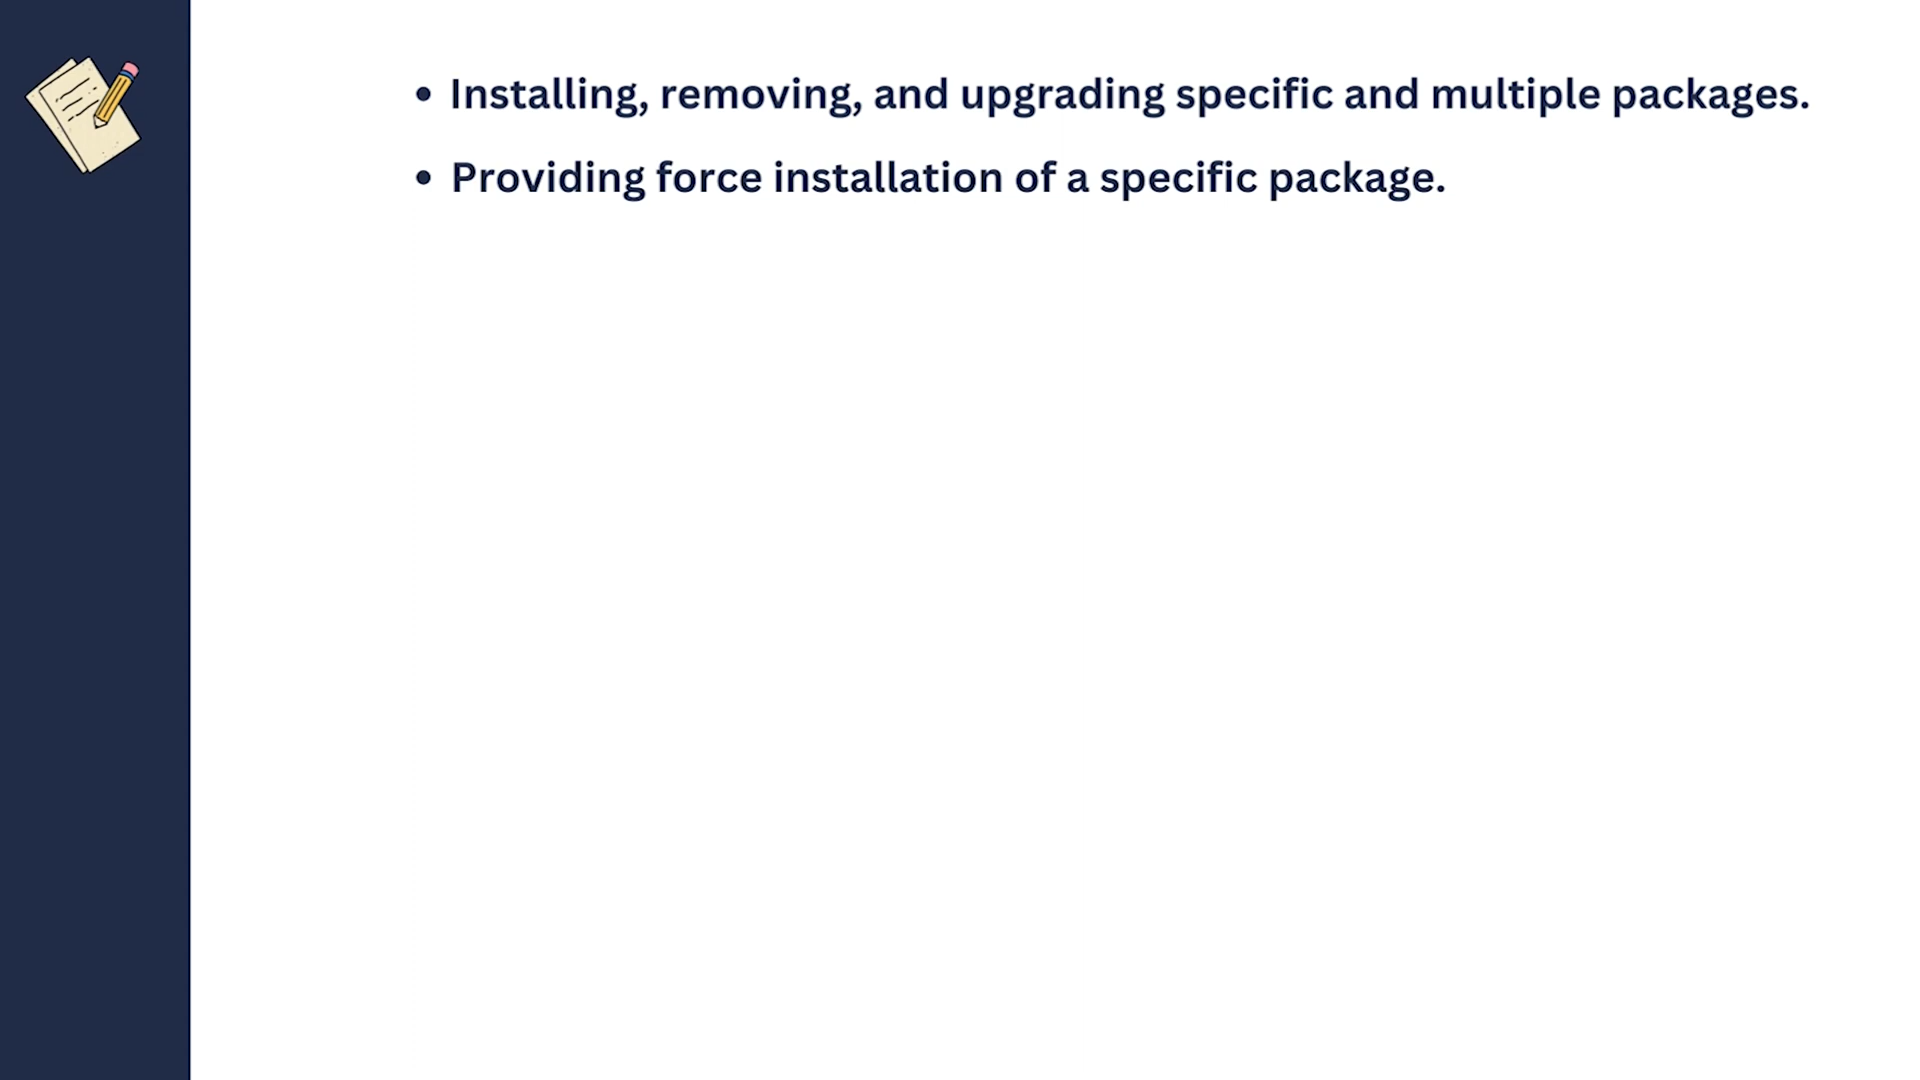 • Installing, removing, and upgrading specific and multiple packages.
• Providing force installation of a specific package.